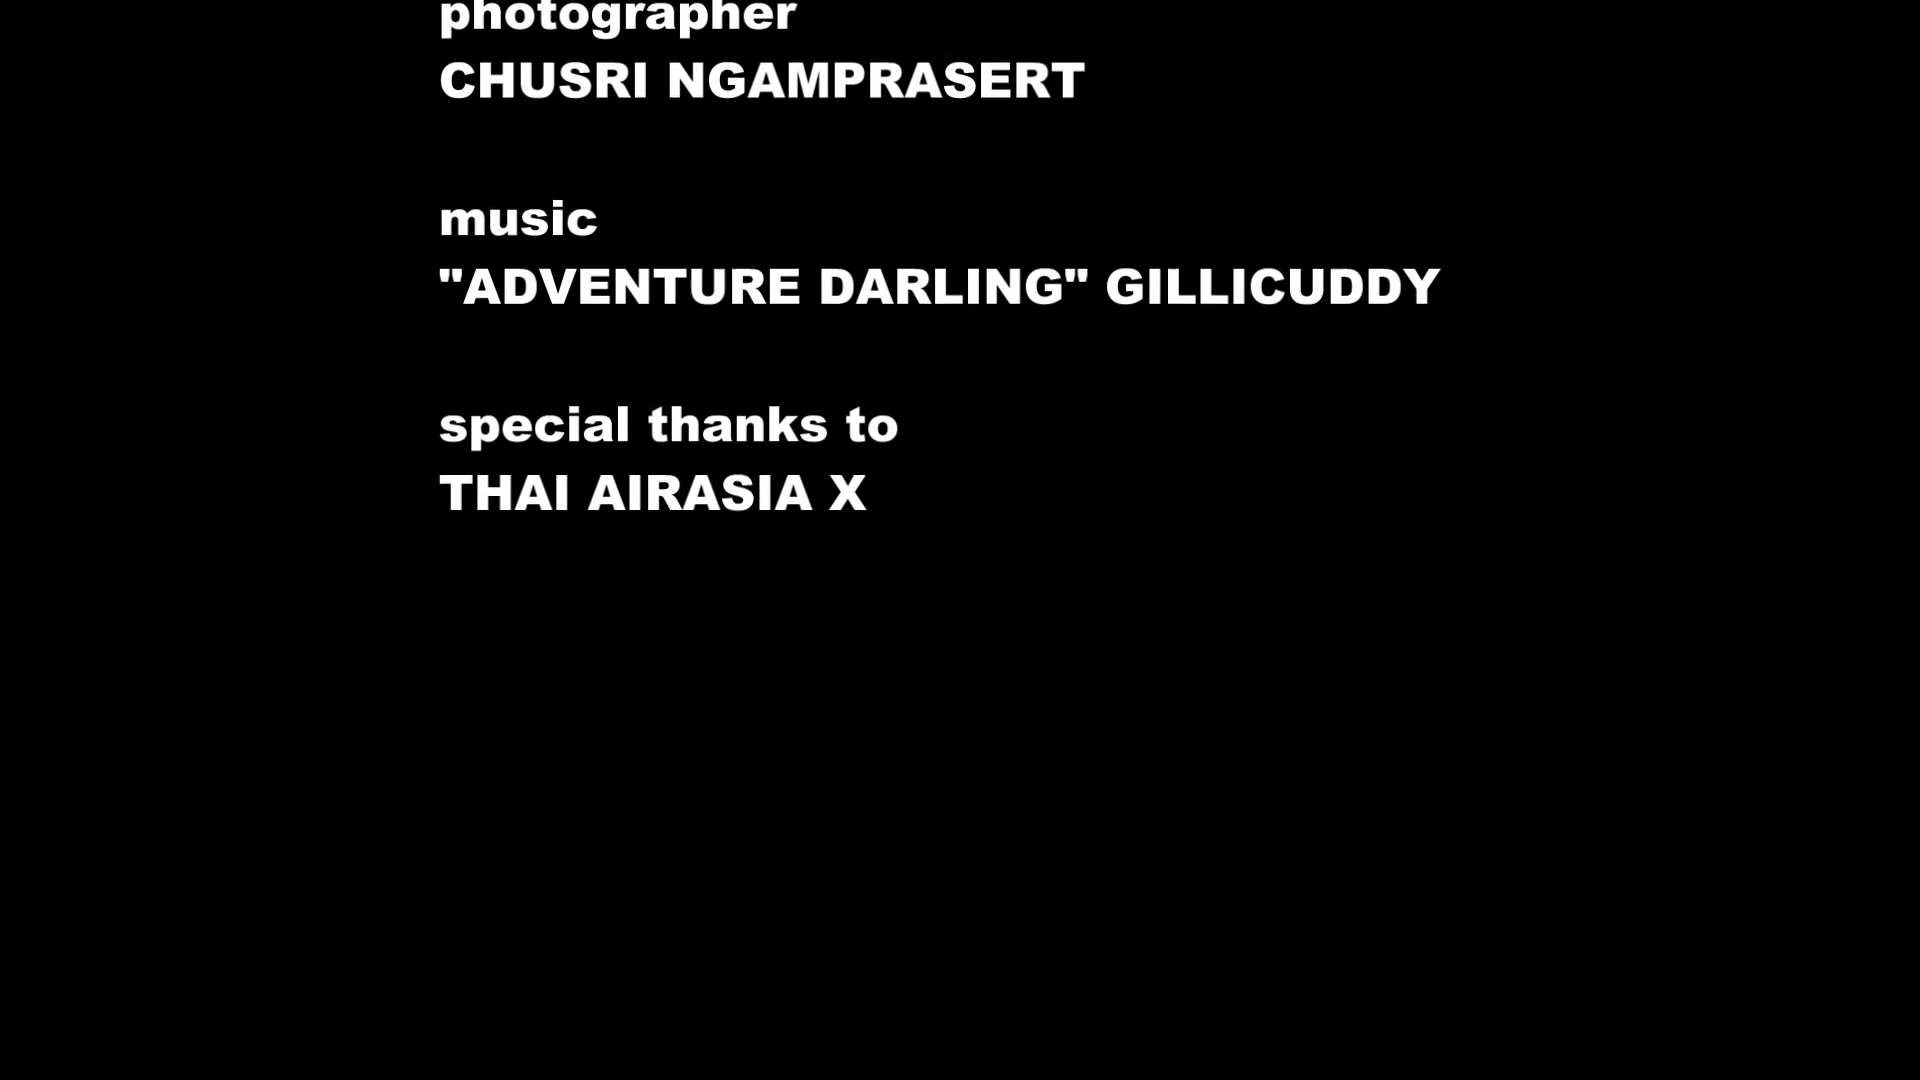 photographer
CHUSRI NGAMPRASERT
music
"ADVENTURE DARLING" GILLICUDDY
special thanks to
THAI AIRASIA X